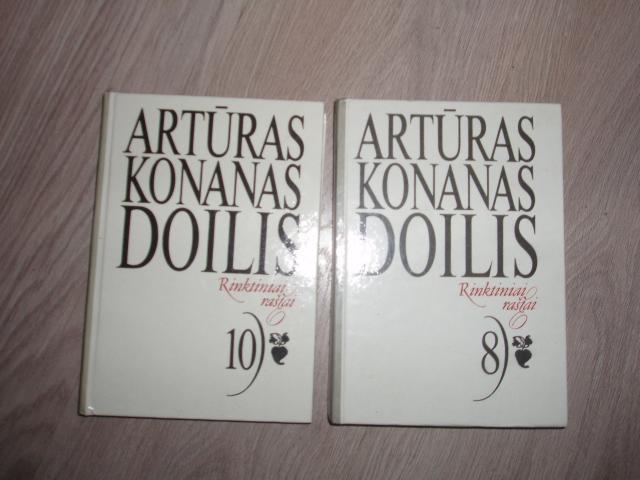 ARTŪRAS
KONANAS
DOILIS
Rinktiniai
raštai
10)
ARTŪRAS
KONANAS
DOILIS
Rinktiniai
raštai
8)